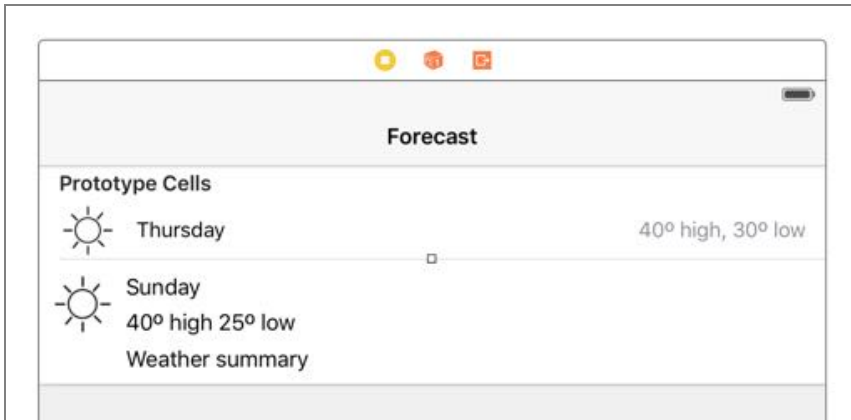 Forecast
Prototype Cells
Thursday 40º high, 30º low
Sunday
40º high 25º low
Weather summary